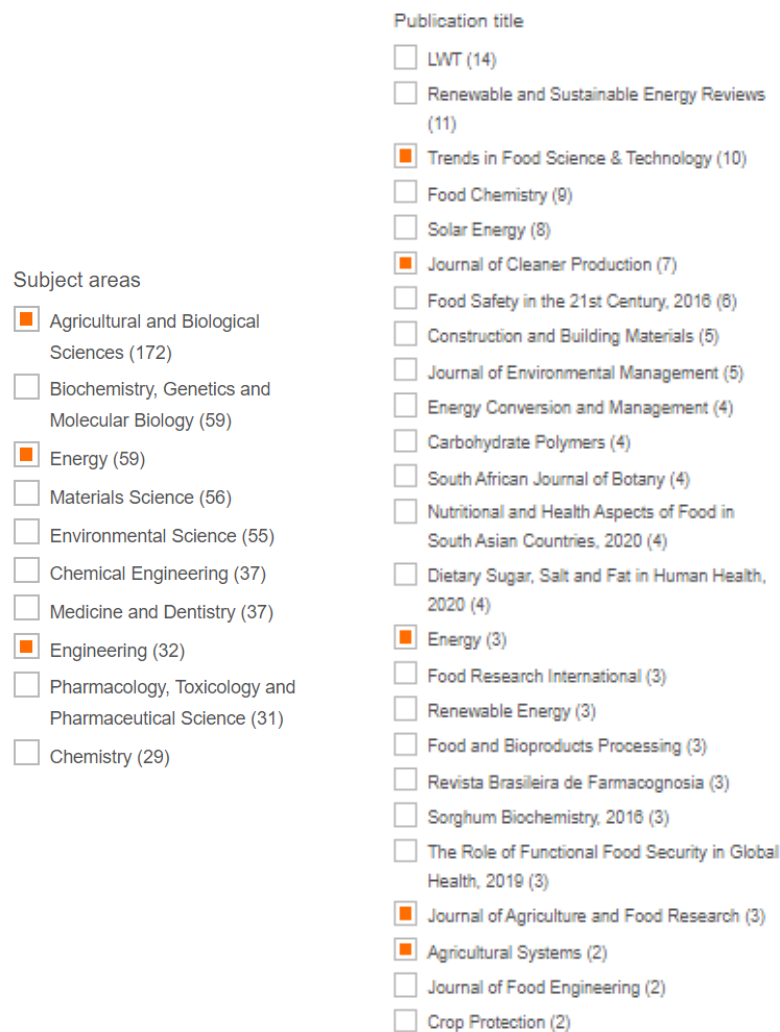 Subject areas
Agricultural and Biological
Sciences (172)
Biochemistry, Genetics and
Molecular Biology (59)
Energy (59)
Materials Science (56)
Environmental Science (55)
Chemical Engineering (37)
Medicine and Dentistry (37)
Engineering (32)
Pharmacology, Toxicology and
Pharmaceutical Science (31)
Chemistry (29)
Publication title
LWT (14)
Renewable and Sustainable Energy Reviews
(11)
Trends in Food Science & Technology (10)
Food Chemistry (9)
Solar Energy (8)
Journal of Cleaner Production (7)
Food Safety in the 21st Century, 2016 (6)
Construction and Building Materials (5)
Journal of Environmental Management (5)
Energy Conversion and Management (4)
Carbohydrate Polymers (4)
South African Journal of Botany (4)
Nutritional and Health Aspects of Food in
South Asian Countries, 2020 (4)
Dietary Sugar, Salt and Fat in Human Health,
2020 (4)
Energy (3)
Food Research International (3)
Renewable Energy (3)
Food and Bioproducts Processing (3)
Revista Brasileira de Farmacognosia (3)
Sorghum Biochemistry, 2016 (3)
The Role of Functional Food Security in Global
Health, 2019 (3)
Journal of Agriculture and Food Research (3)
Agricultural Systems (2)
Journal of Food Engineering (2)
Crop Protection (2)